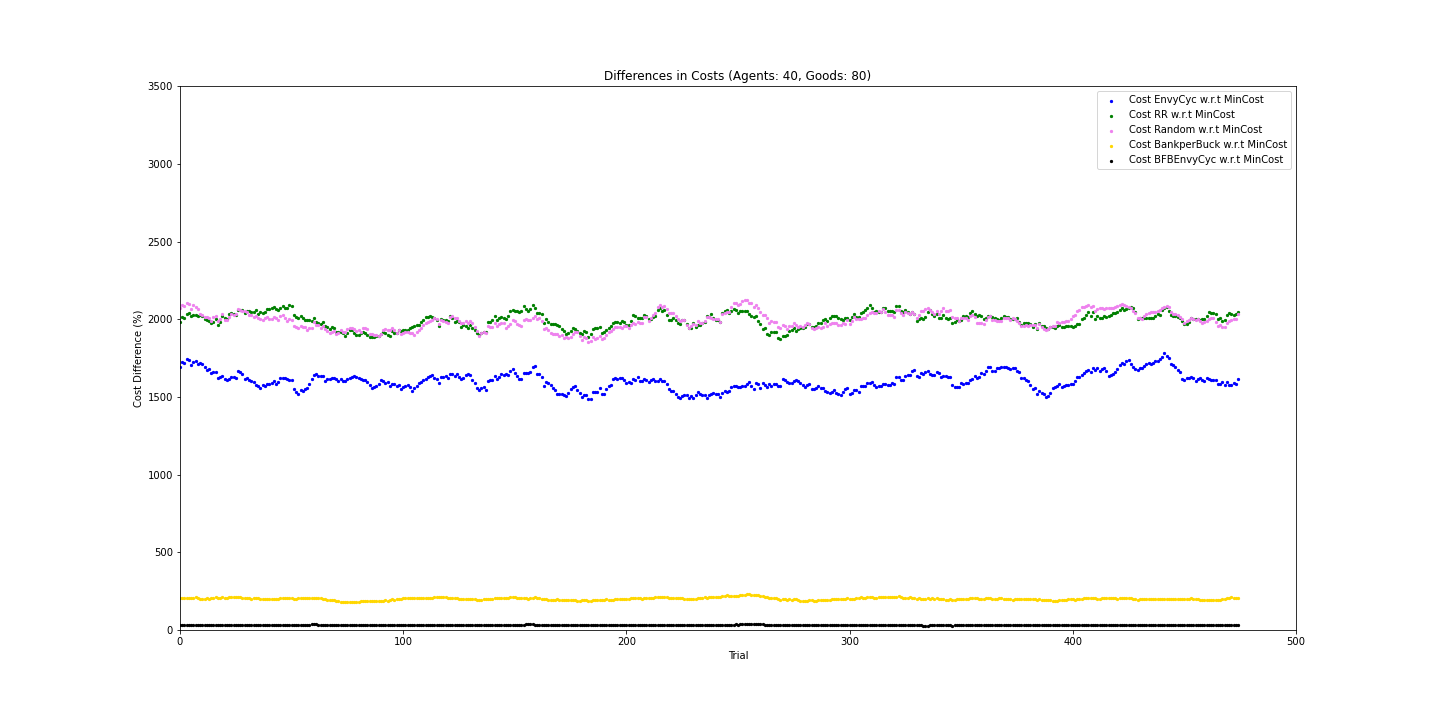 Differences in Costs (Agents: 40, Goods: 80)
Cost EnvyCyc w.r.t MinCost
Cost RR w.r.t MinCost
Cost Random w.r.t MinCost
Cost BankperBuck w.r.t MinCost
Cost BFBEnvyCyc w.r.t MinCost
Cost Difference (%)
3500
3000
2500
2000
1500
1000
500
0
0 100 200 300 400 500
Trial